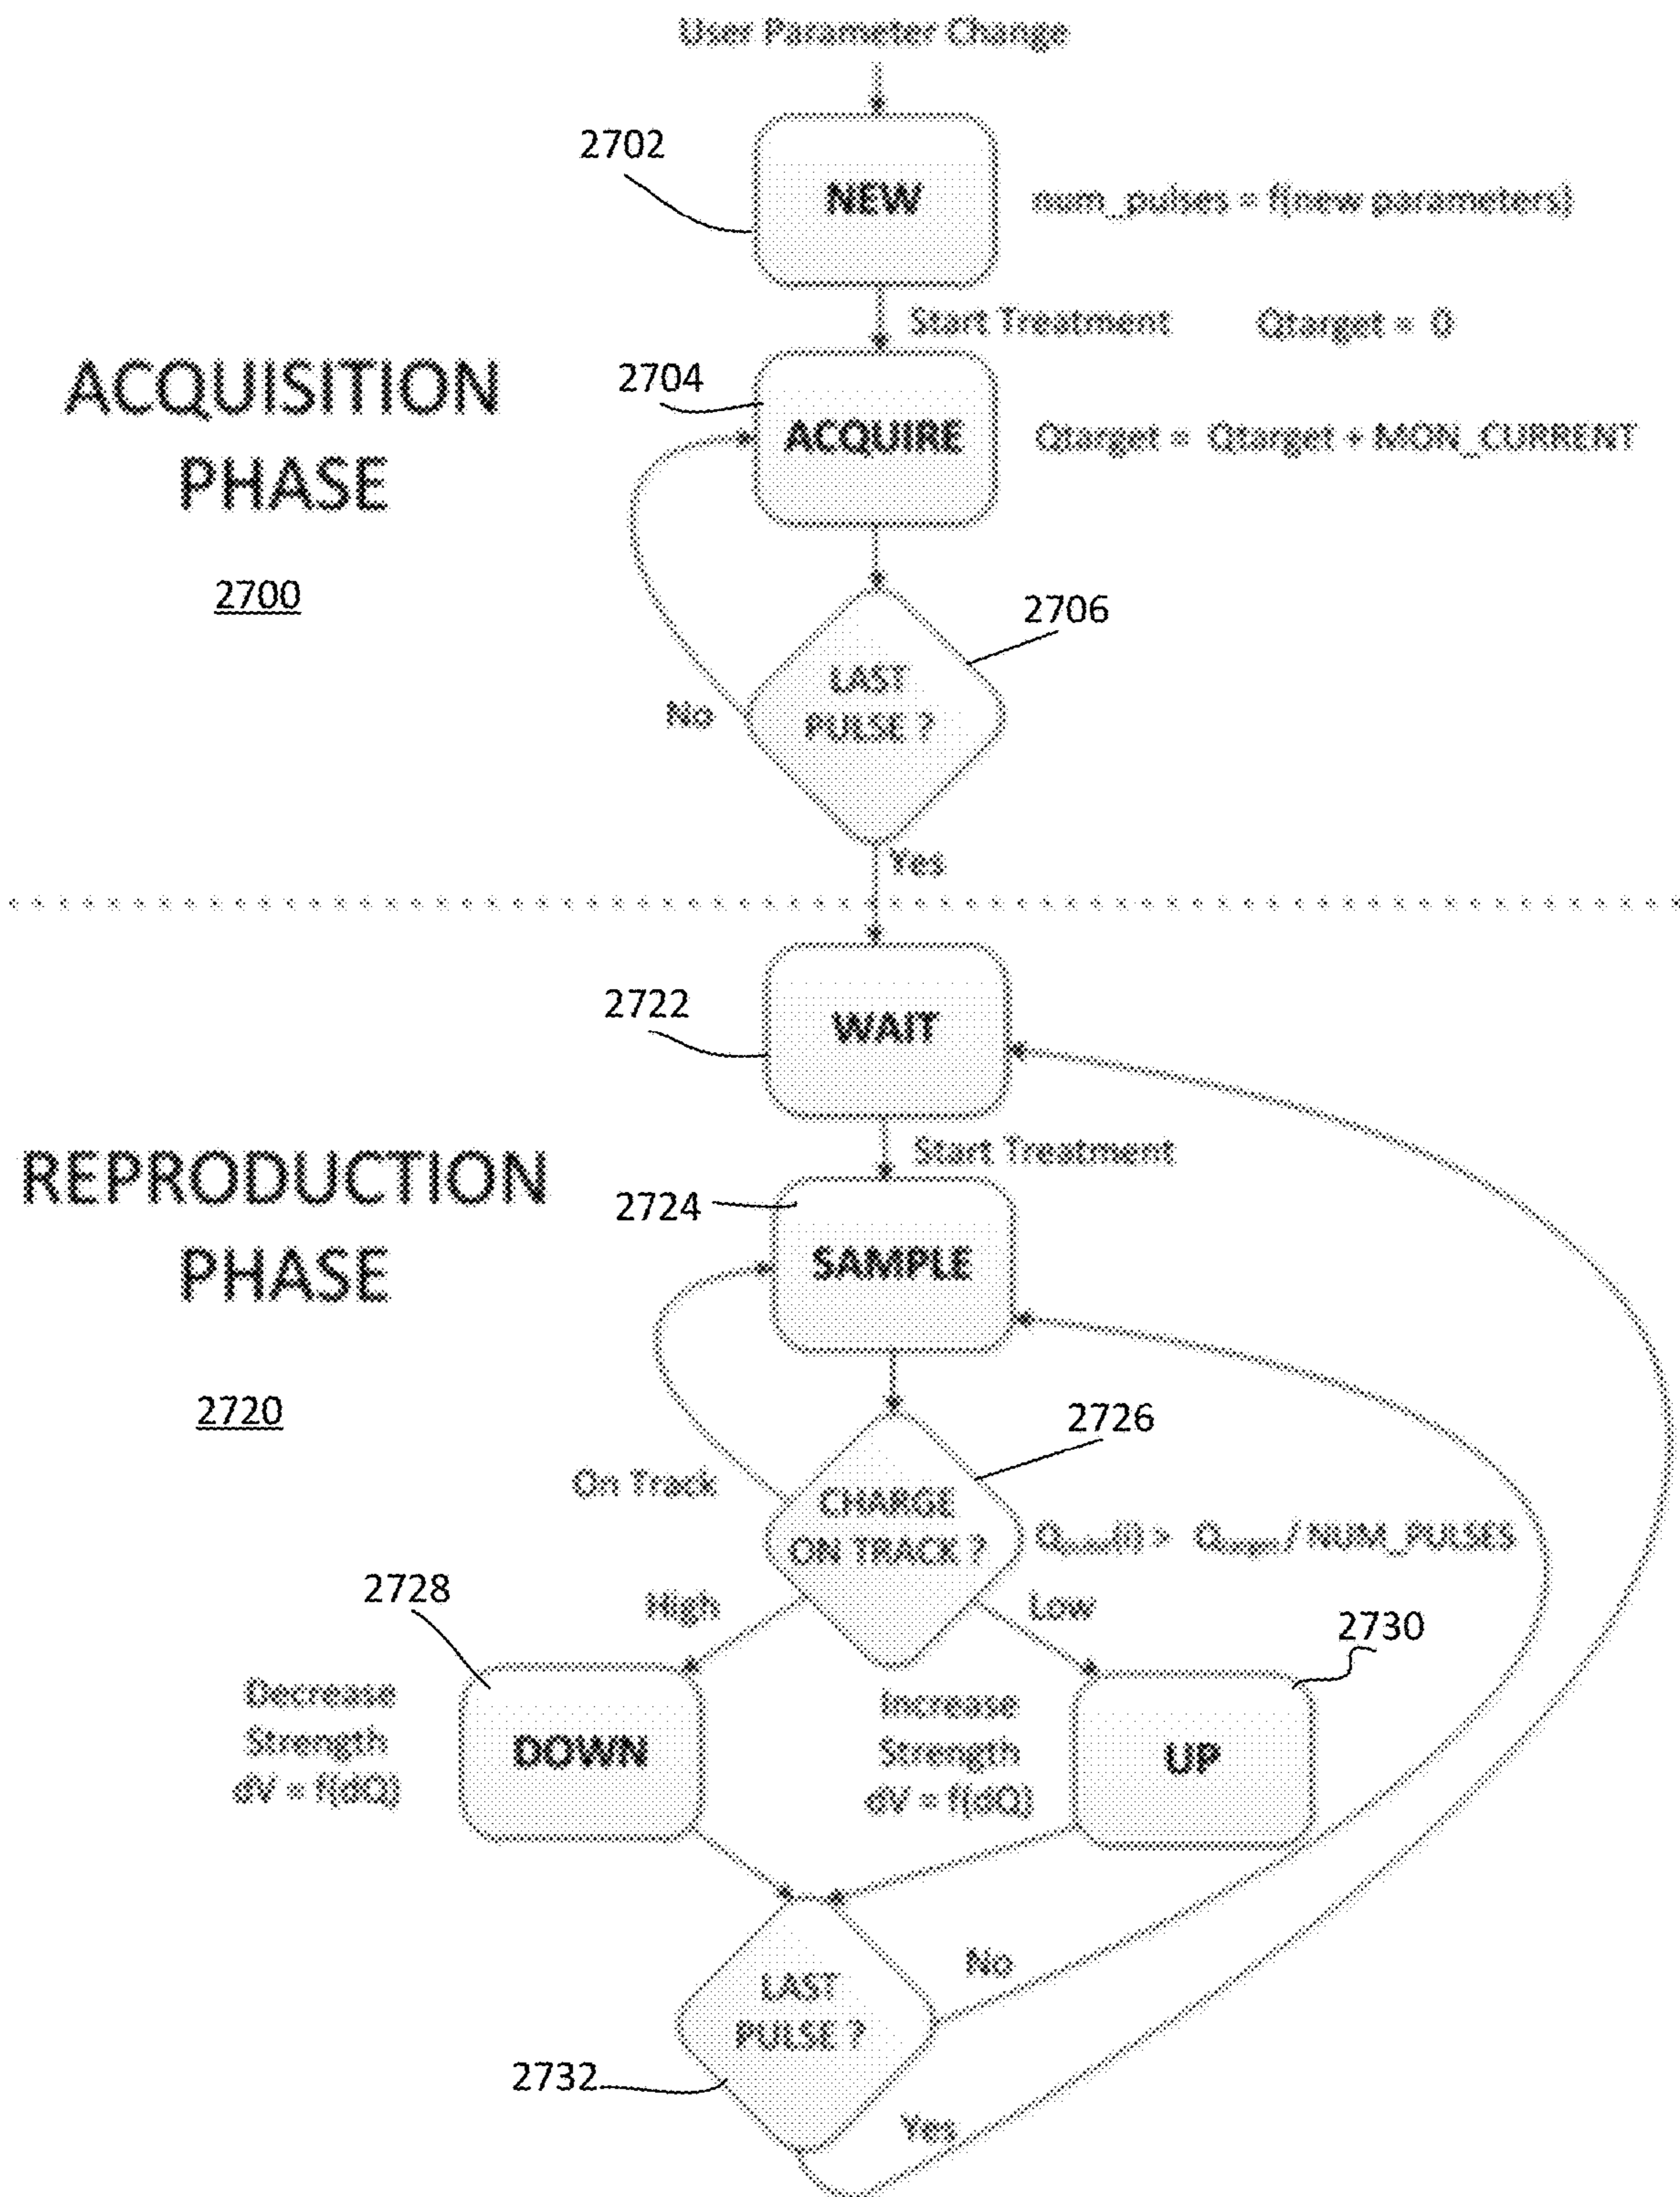 User Parameter Change
2702
NEW
num_pulses = f(new parameters)
Start Treatment
Qtarget = 0
ACQUISITION
PHASE
2700
2704
ACQUIRE
Qtarget = Qtarget + MON_CURRENT
2706
LAST
PULSE ?
No
Yes
2722
WAIT
Start Treatment
REPRODUCTION
PHASE
2720
2724
SAMPLE
2726
On Track
CHARGE
ON TRACK ?
Q(i) > Q / NUM_PULSES
High
Low
2728
2730
Decrease
Strength
dV = f(dQ)
DOWN
Increase
Strength
dV = f(dQ)
UP
LAST
PULSE ?
No
2732
Yes